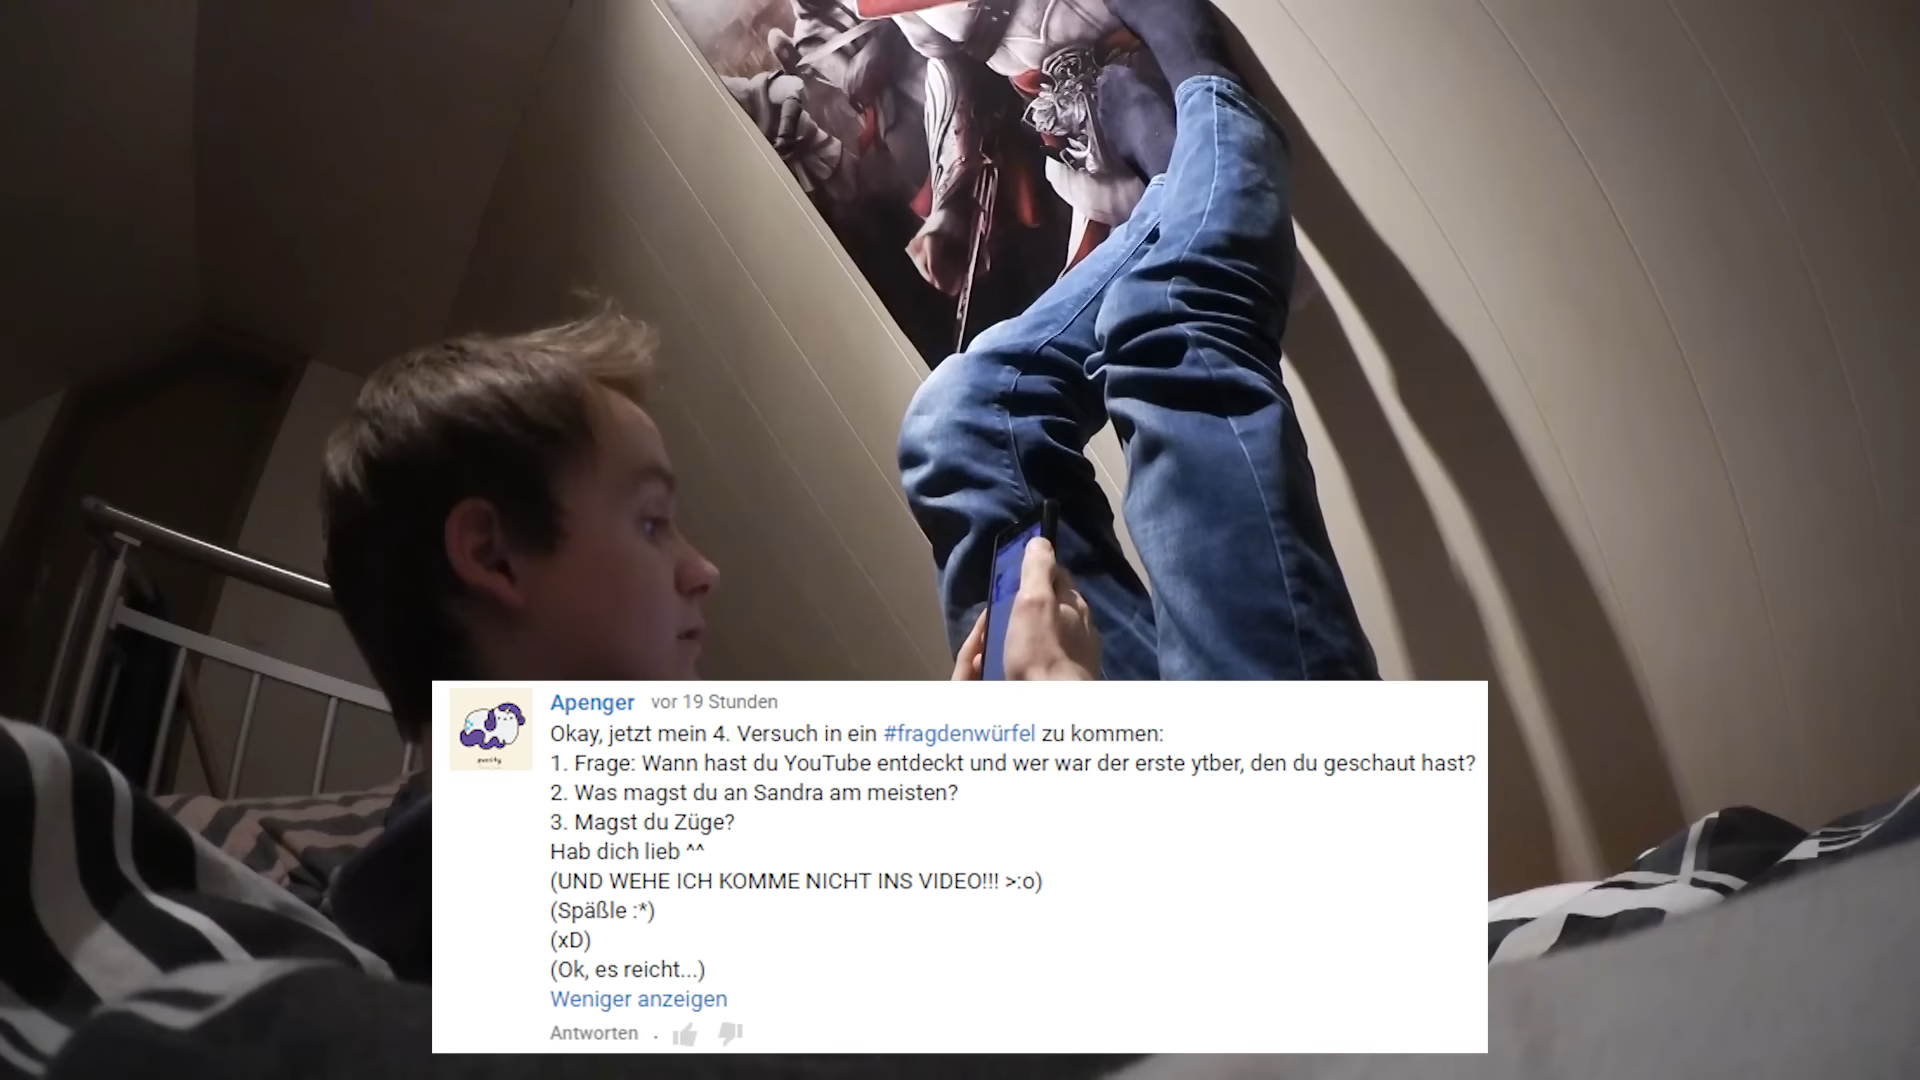 Apenger vor 19 Stunden
Okay, jetzt mein 4. Versuch in ein #fragdenwürfel zu kommen:
1. Frage: Wann hast du YouTube entdeckt und wer war der erste ytber, den du geschaut hast?
2. Was magst du an Sandra am meisten?
3. Magst du Züge?
Hab dich lieb ^^
(UND WEHE ICH KOMME NICHT INS VIDEO!!! >:o)
(Späßle :*)
(xD)
(Ok, es reicht...)
Weniger anzeigen
Antworten .